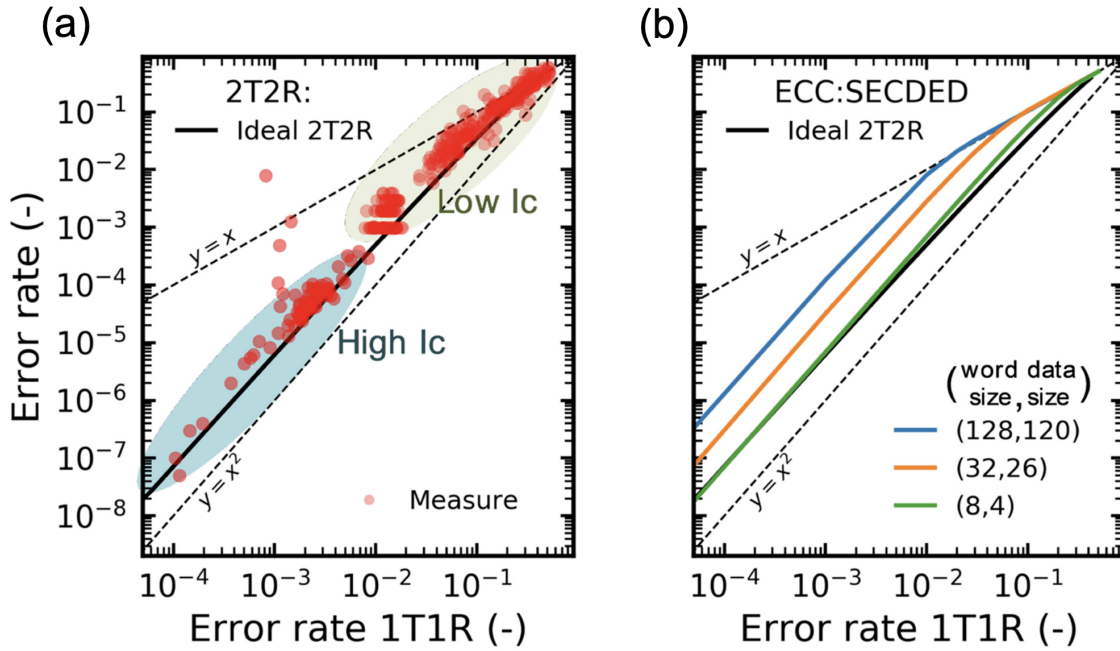 (a)
2T2R:
Ideal 2T2R
Low Ic
y = x
High Ic
y = x²
Measure
10⁻¹
10⁻²
10⁻³
10⁻⁴
10⁻⁵
10⁻⁶
10⁻⁷
10⁻⁸
Error rate (-)
10⁻⁴ 10⁻³ 10⁻² 10⁻¹
Error rate 1T1R (-)
(b)
ECC:SECDED
Ideal 2T2R
y = x
(word data
size, size)
(128,120)
(32,26)
(8,4)
y = x²
10⁻⁴ 10⁻³ 10⁻² 10⁻¹
Error rate 1T1R (-)